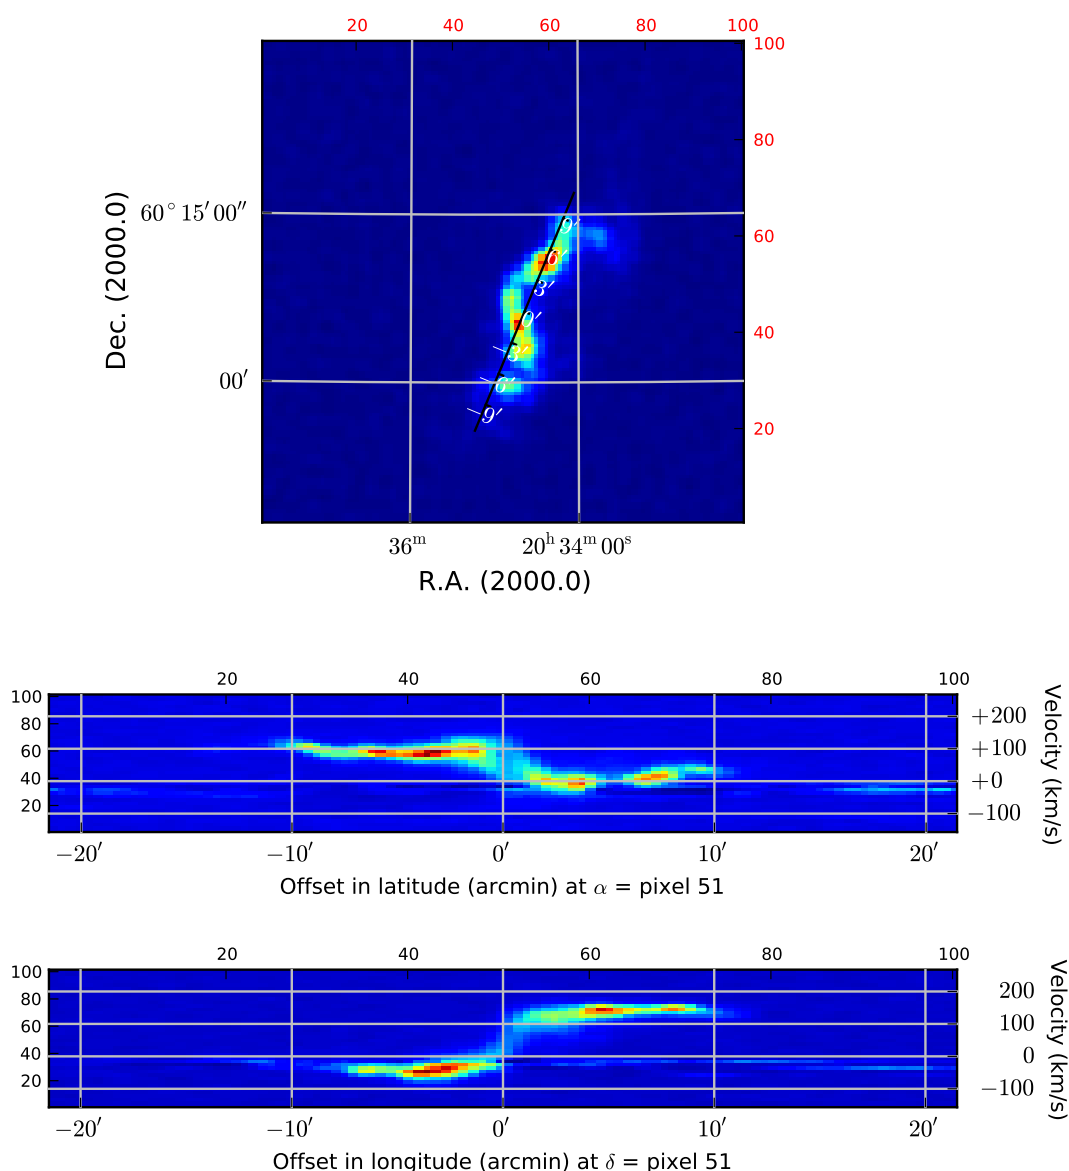 20 40 60 80 100
100
80
60° 15′ 00″ 60
9′
6′
3′
0′
40
−3′
00′ −6′
−9′
20
Dec. (2000.0)
36ᵐ 20ʰ 34ᵐ 00ˢ
R.A. (2000.0)
20 40 60 80 100
100
80 +200
60 +100
40 +0
20 −100
Velocity (km/s)
−20′ −10′ 0′ 10′ 20′
Offset in latitude (arcmin) at α = pixel 51
20 40 60 80 100
100
80 200
60 100
40 0
20 −100
Velocity (km/s)
−20′ −10′ 0′ 10′ 20′
Offset in longitude (arcmin) at δ = pixel 51